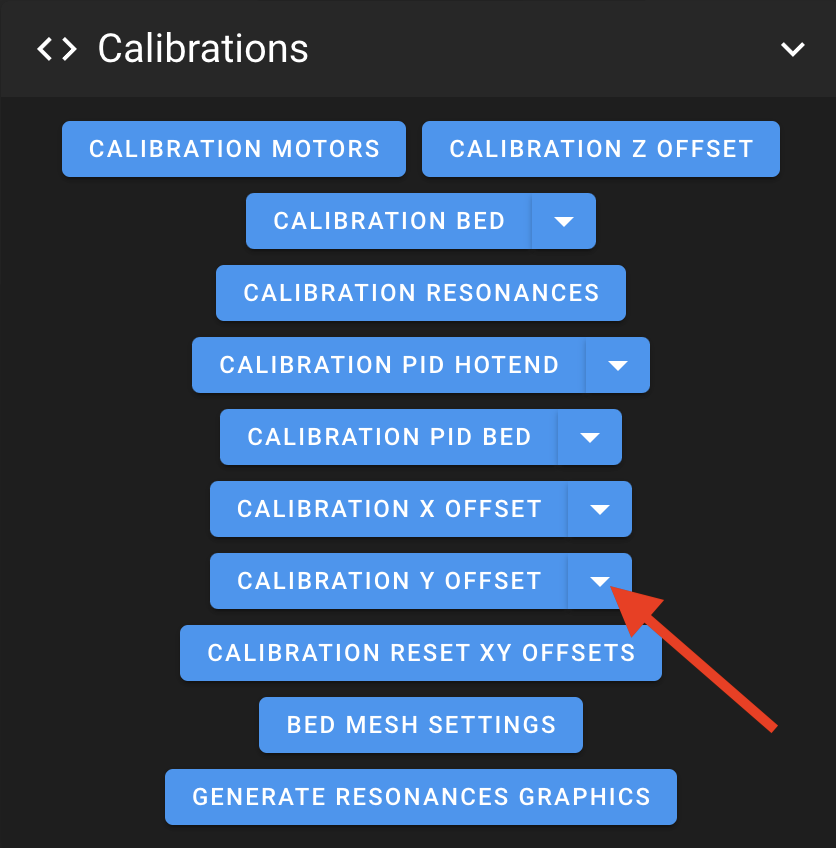 Calibrations
CALIBRATION MOTORS CALIBRATION Z OFFSET
CALIBRATION BED
CALIBRATION RESONANCES
CALIBRATION PID HOTEND
CALIBRATION PID BED
CALIBRATION X OFFSET
CALIBRATION Y OFFSET
CALIBRATION RESET XY OFFSETS
BED MESH SETTINGS
GENERATE RESONANCES GRAPHICS